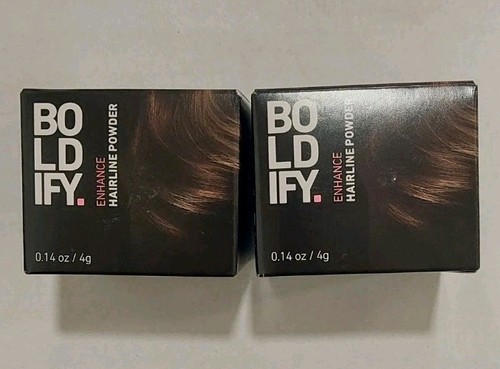 BO
LD
IFY.
ENHANCE
HAIRLINE POWDER
0.14 oz / 4g
BO
LD
IFY.
ENHANCE
HAIRLINE POWDER
0.14 oz / 4g